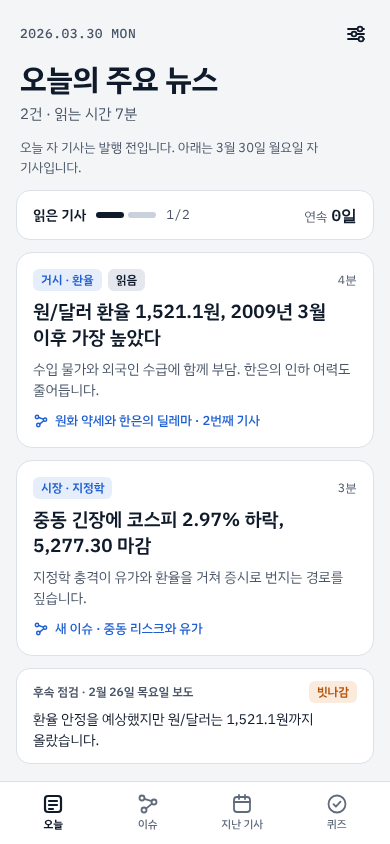 2026.03.30 MON
오늘의 주요 뉴스
2건 · 읽는 시간 7분
오늘 자 기사는 발행 전입니다. 아래는 3월 30일 월요일 자
기사입니다.
읽은 기사 1/2 연속 0일
거시 · 환율 읽음 4분
원/달러 환율 1,521.1원, 2009년 3월
이후 가장 높았다
수입 물가와 외국인 수급에 함께 부담. 한은의 인하 여력도
줄어듭니다.
원화 약세와 한은의 딜레마 · 2번째 기사
시장 · 지정학 3분
중동 긴장에 코스피 2.97% 하락,
5,277.30 마감
지정학 충격이 유가와 환율을 거쳐 증시로 번지는 경로를
짚습니다.
새 이슈 · 중동 리스크와 유가
후속 점검 · 2월 26일 목요일 보도 빗나감
환율 안정을 예상했지만 원/달러는 1,521.1원까지
올랐습니다.
오늘 이슈 지난 기사 퀴즈